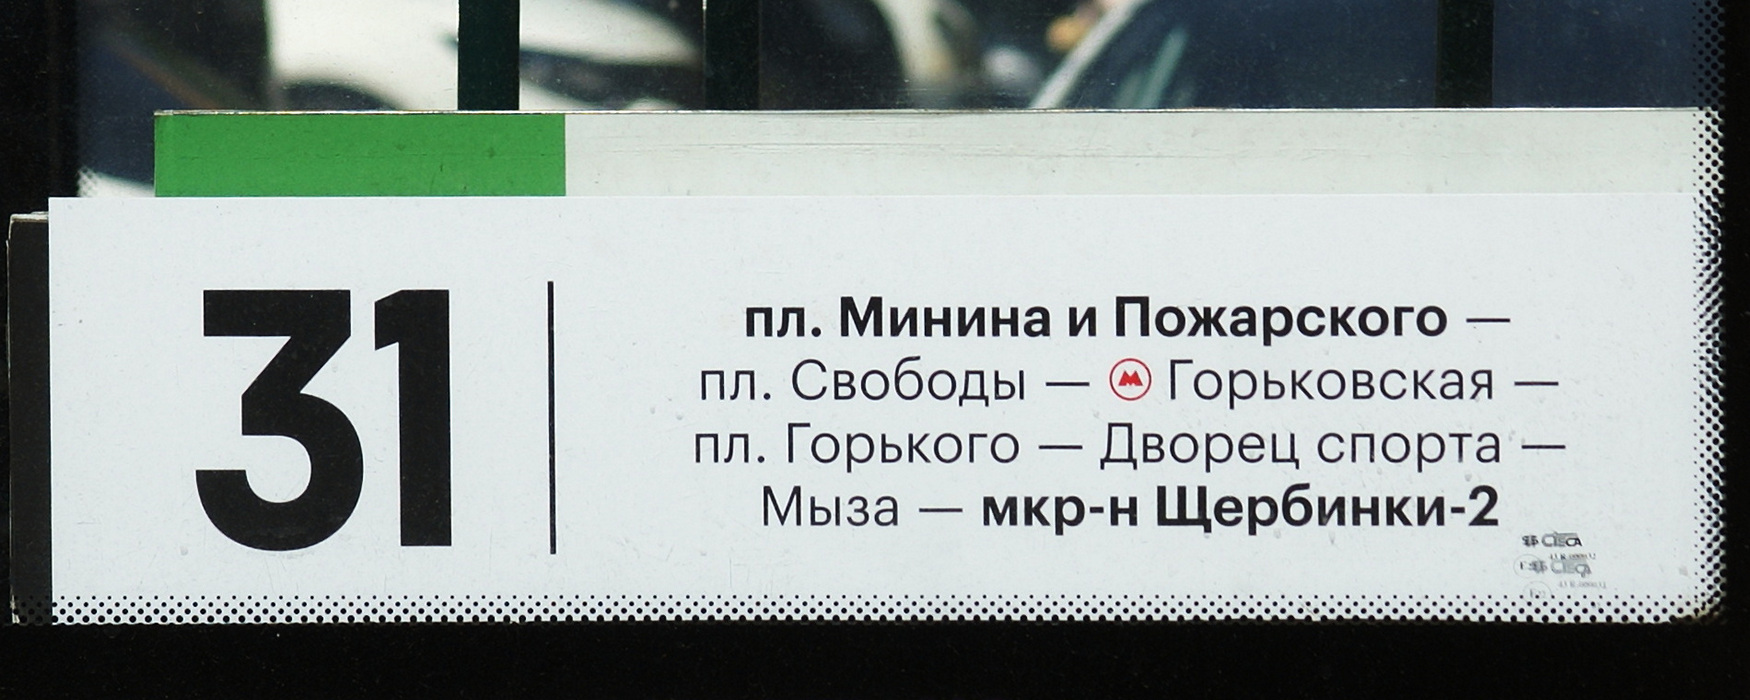 31
пл. Минина и Пожарского —
пл. Свободы — М Горьковская —
пл. Горького — Дворец спорта —
Мыза — мкр-н Щербинки-2